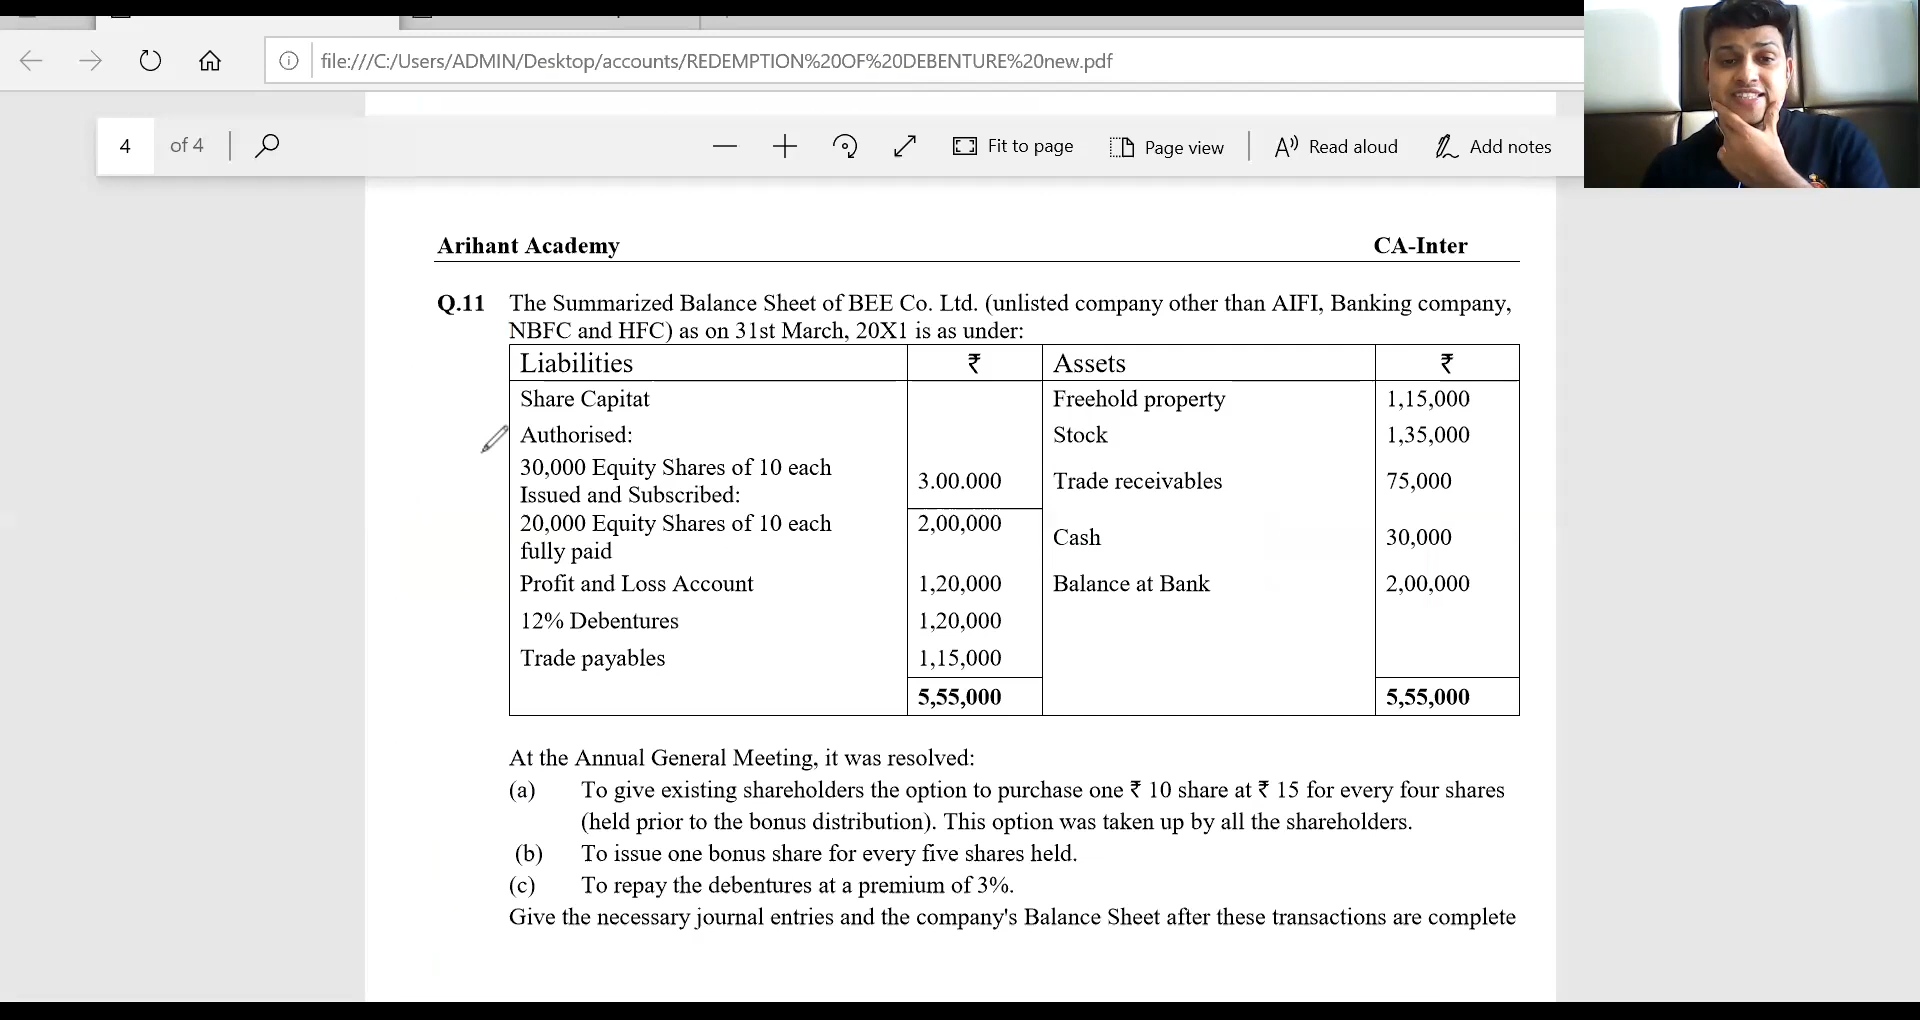 file:///C:/Users/ADMIN/Desktop/accounts/REDEMPTION%20OF%20DEBENTURE%20new.pdf
4 of 4 Fit to page Page view Read aloud Add notes
Arihant Academy CA-Inter
Q.11 The Summarized Balance Sheet of BEE Co. Ltd. (unlisted company other than AIFI, Banking company,
NBFC and HFC) as on 31st March, 20X1 is as under:
Liabilities ₹ Assets ₹
Share Capitat Freehold property 1,15,000
Authorised: Stock 1,35,000
30,000 Equity Shares of 10 each 3.00.000 Trade receivables 75,000
Issued and Subscribed:
20,000 Equity Shares of 10 each 2,00,000 Cash 30,000
fully paid
Profit and Loss Account 1,20,000 Balance at Bank 2,00,000
12% Debentures 1,20,000
Trade payables 1,15,000
5,55,000 5,55,000
At the Annual General Meeting, it was resolved:
(a) To give existing shareholders the option to purchase one ₹ 10 share at ₹ 15 for every four shares
(held prior to the bonus distribution). This option was taken up by all the shareholders.
(b) To issue one bonus share for every five shares held.
(c) To repay the debentures at a premium of 3%.
Give the necessary journal entries and the company's Balance Sheet after these transactions are complete